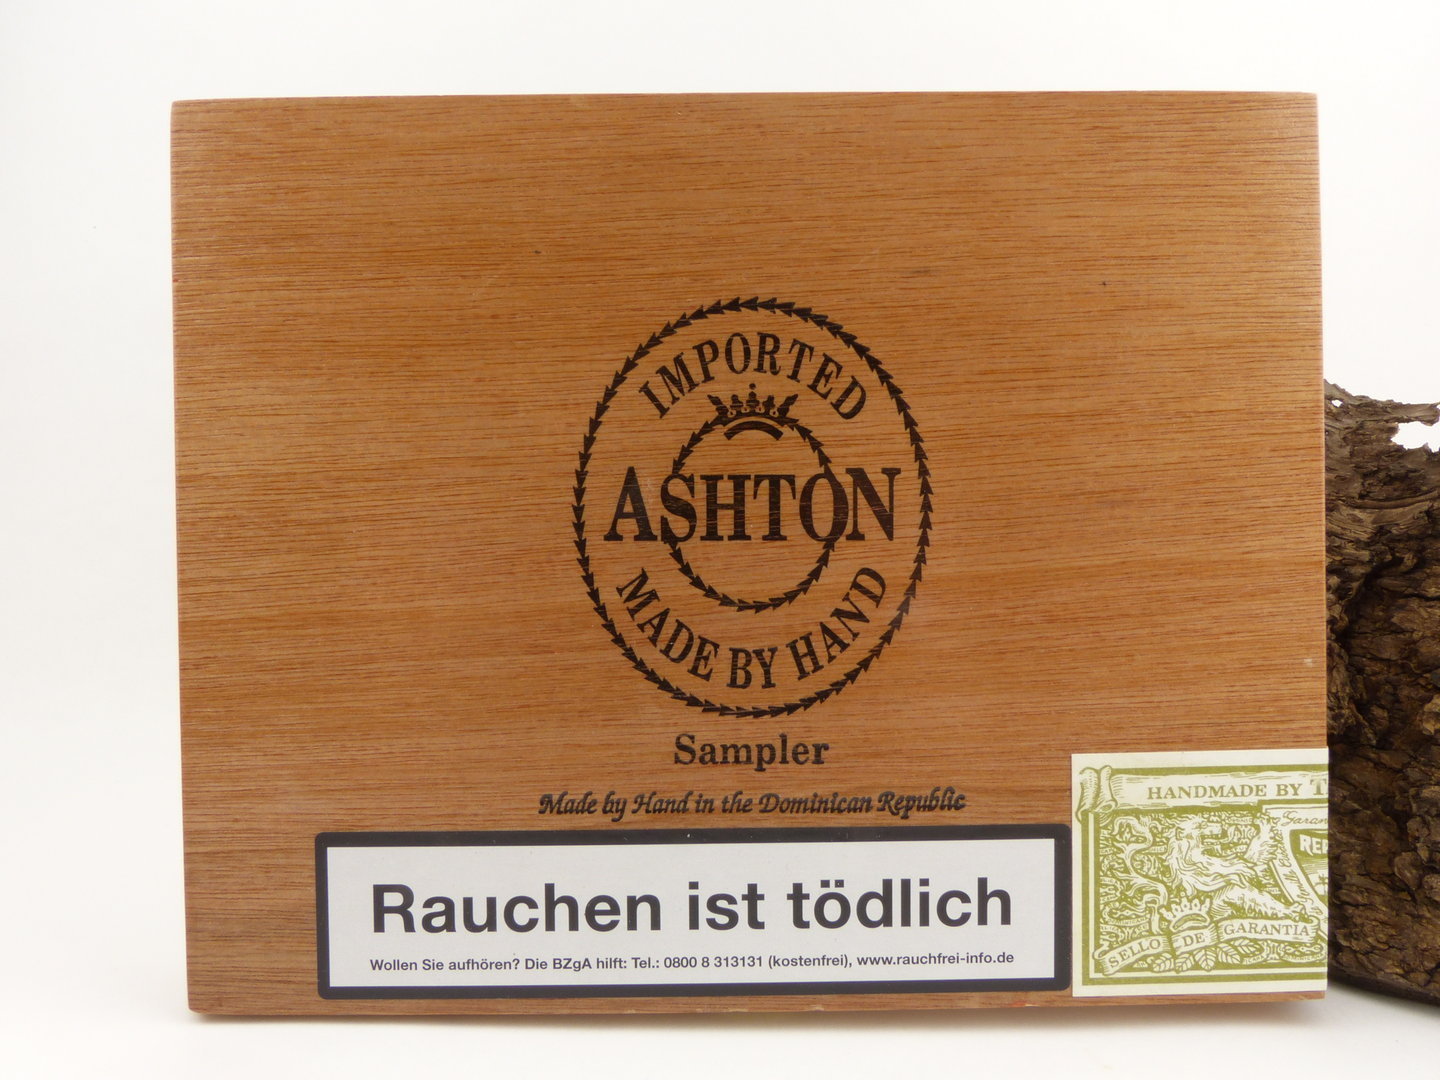 IMPORTED
ASHTON
MADE BY HAND
Sampler
Made by Hand in the Dominican Republic
Rauchen ist tödlich
Wollen Sie aufhören? Die BZgA hilft: Tel.: 0800 8 313131 (kostenfrei), www.rauchfrei-info.de
HANDMADE BY
SELLO DE GARANTIA